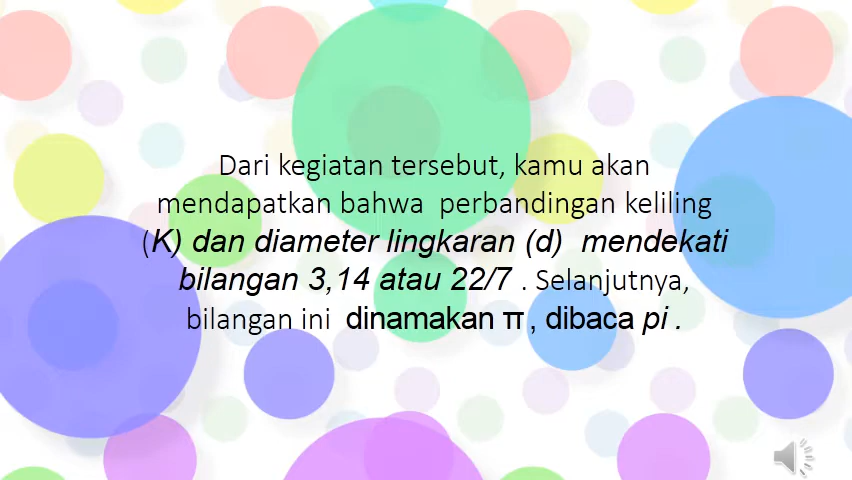 Dari kegiatan tersebut, kamu akan
mendapatkan bahwa perbandingan keliling
(K) dan diameter lingkaran (d) mendekati
bilangan 3,14 atau 22/7 . Selanjutnya,
bilangan ini dinamakan π , dibaca pi .